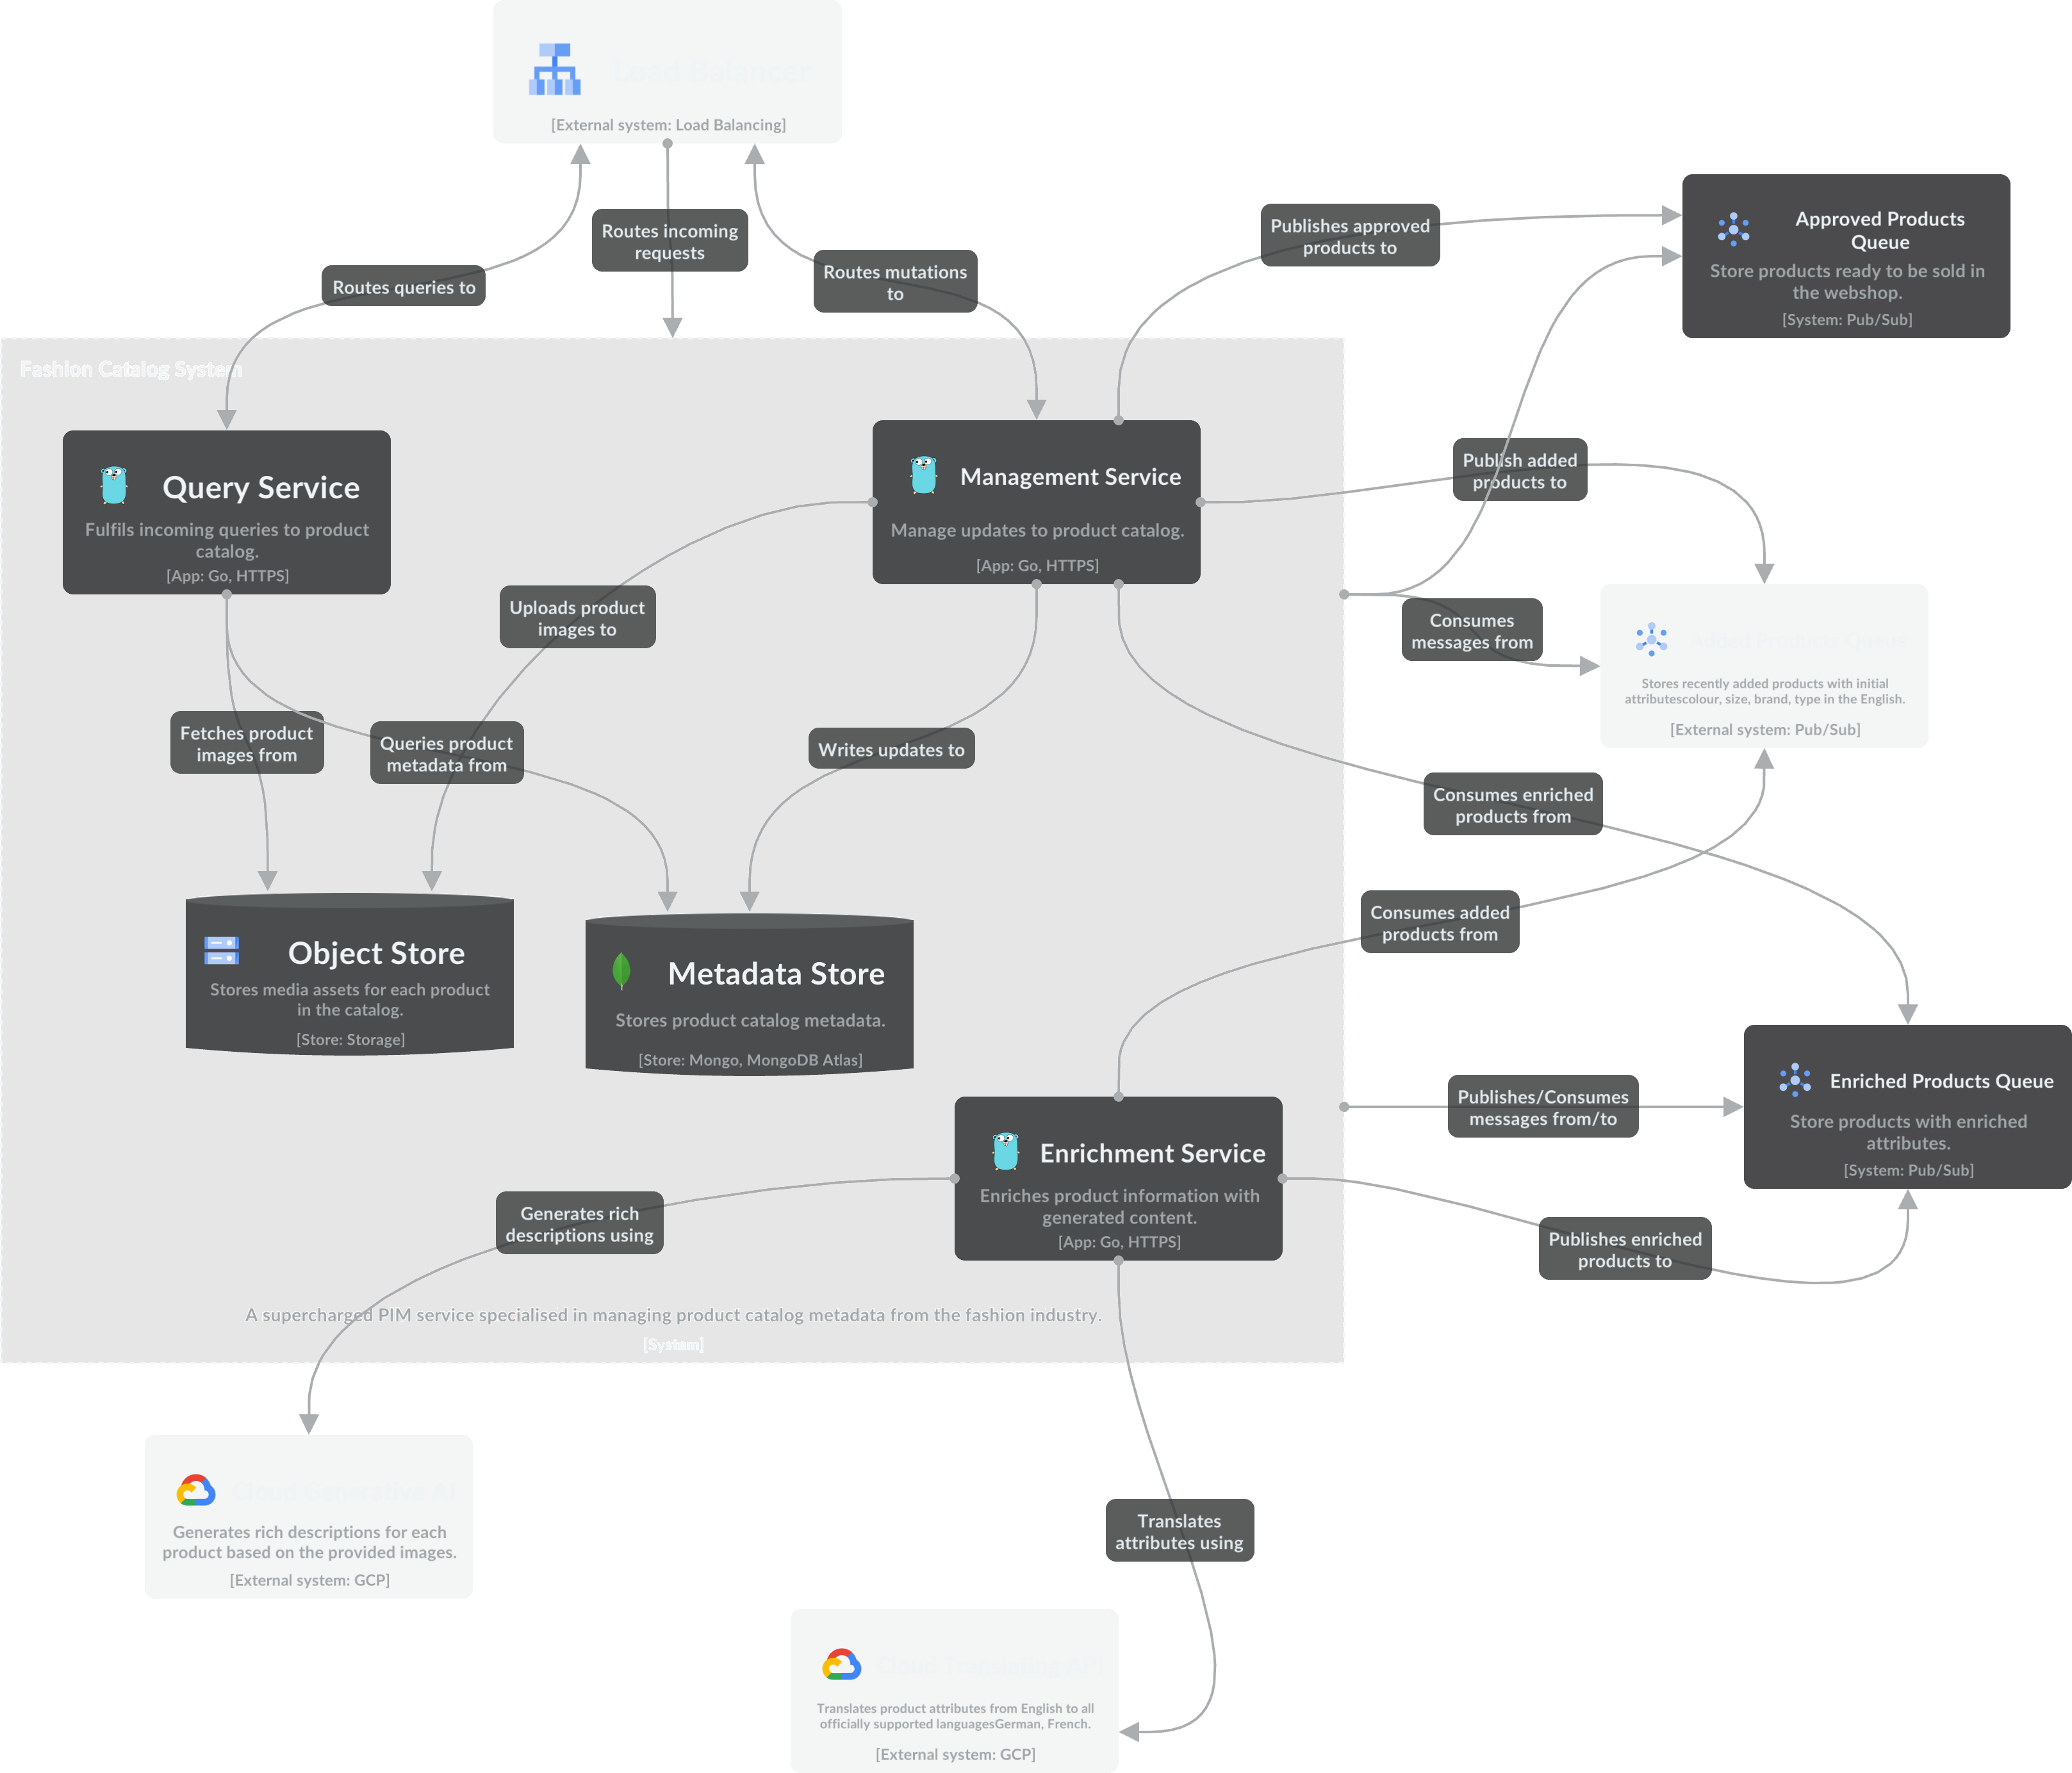 Load Balancer
[External system: Load Balancing]
Routes incoming
requests
Routes queries to
Routes mutations
to
Publishes approved
products to
Approved Products
Queue
Store products ready to be sold in
the webshop.
[System: Pub/Sub]
Fashion Catalog System
Query Service
Fulfils incoming queries to product
catalog.
[App: Go, HTTPS]
Management Service
Manage updates to product catalog.
[App: Go, HTTPS]
Publish added
products to
Uploads product
images to
Consumes
messages from
Added Products Queue
Stores recently added products with initial
attributescolour, size, brand, type in the English.
[External system: Pub/Sub]
Fetches product
images from
Queries product
metadata from
Writes updates to
Consumes enriched
products from
Consumes added
products from
Object Store
Stores media assets for each product
in the catalog.
[Store: Storage]
Metadata Store
Stores product catalog metadata.
[Store: Mongo, MongoDB Atlas]
Enriched Products Queue
Store products with enriched
attributes.
[System: Pub/Sub]
Publishes/Consumes
messages from/to
Enrichment Service
Enriches product information with
generated content.
[App: Go, HTTPS]
Generates rich
descriptions using
Publishes enriched
products to
A supercharged PIM service specialised in managing product catalog metadata from the fashion industry.
[System]
Cloud Generative AI
Generates rich descriptions for each
product based on the provided images.
[External system: GCP]
Translates
attributes using
Cloud Translating API
Translates product attributes from English to all
officially supported languagesGerman, French.
[External system: GCP]